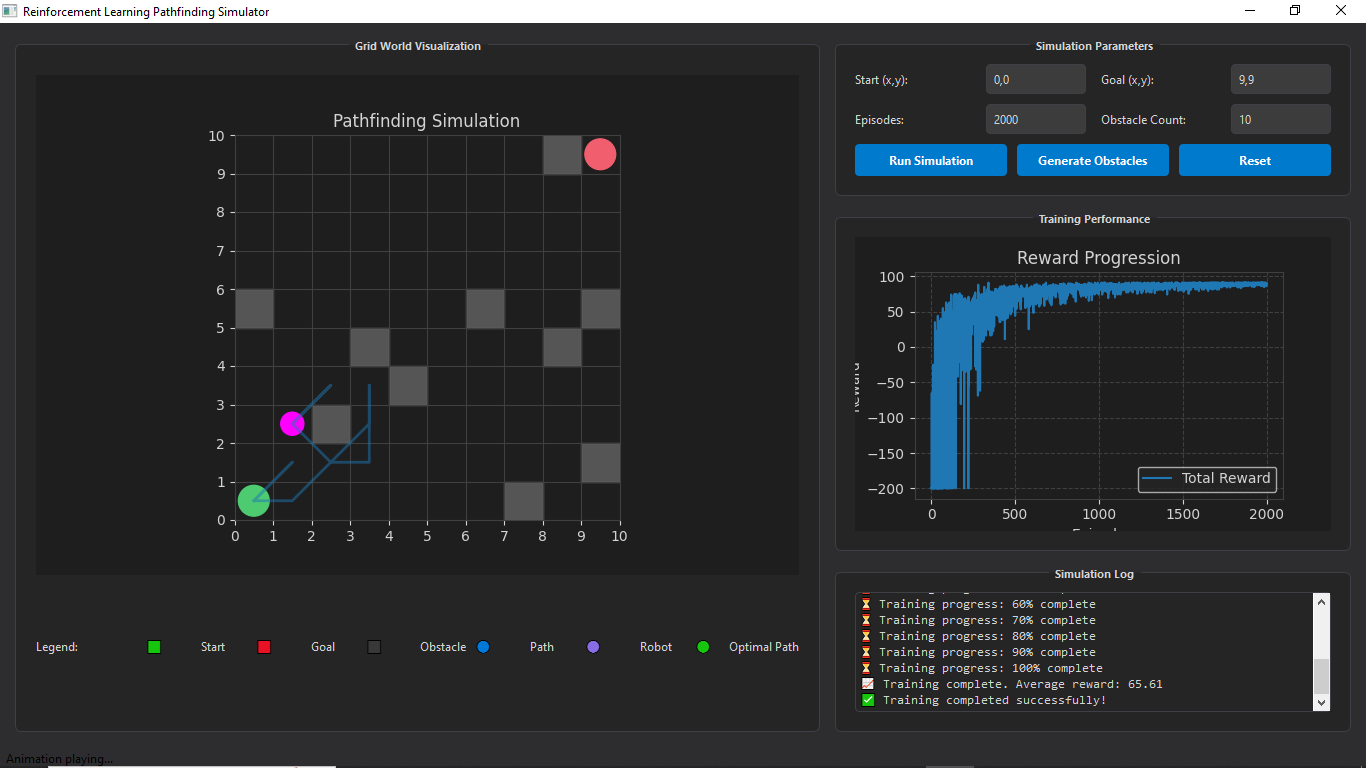 Reinforcement Learning Pathfinding Simulator
Grid World Visualization
Pathfinding Simulation
10
9
8
7
6
5
4
3
2
1
0
0 1 2 3 4 5 6 7 8 9 10
Legend: Start Goal Obstacle Path Robot Optimal Path
Simulation Parameters
Start (x,y): 0,0 Goal (x,y): 9,9
Episodes: 2000 Obstacle Count: 10
Run Simulation Generate Obstacles Reset
Training Performance
Reward Progression
100
50
0
−50
−100
−150
−200
Reward
Total Reward
0 500 1000 1500 2000
Simulation Log
⏳ Training progress: 60% complete
⏳ Training progress: 70% complete
⏳ Training progress: 80% complete
⏳ Training progress: 90% complete
⏳ Training progress: 100% complete
📈 Training complete. Average reward: 65.61
✅ Training completed successfully!
Animation playing...